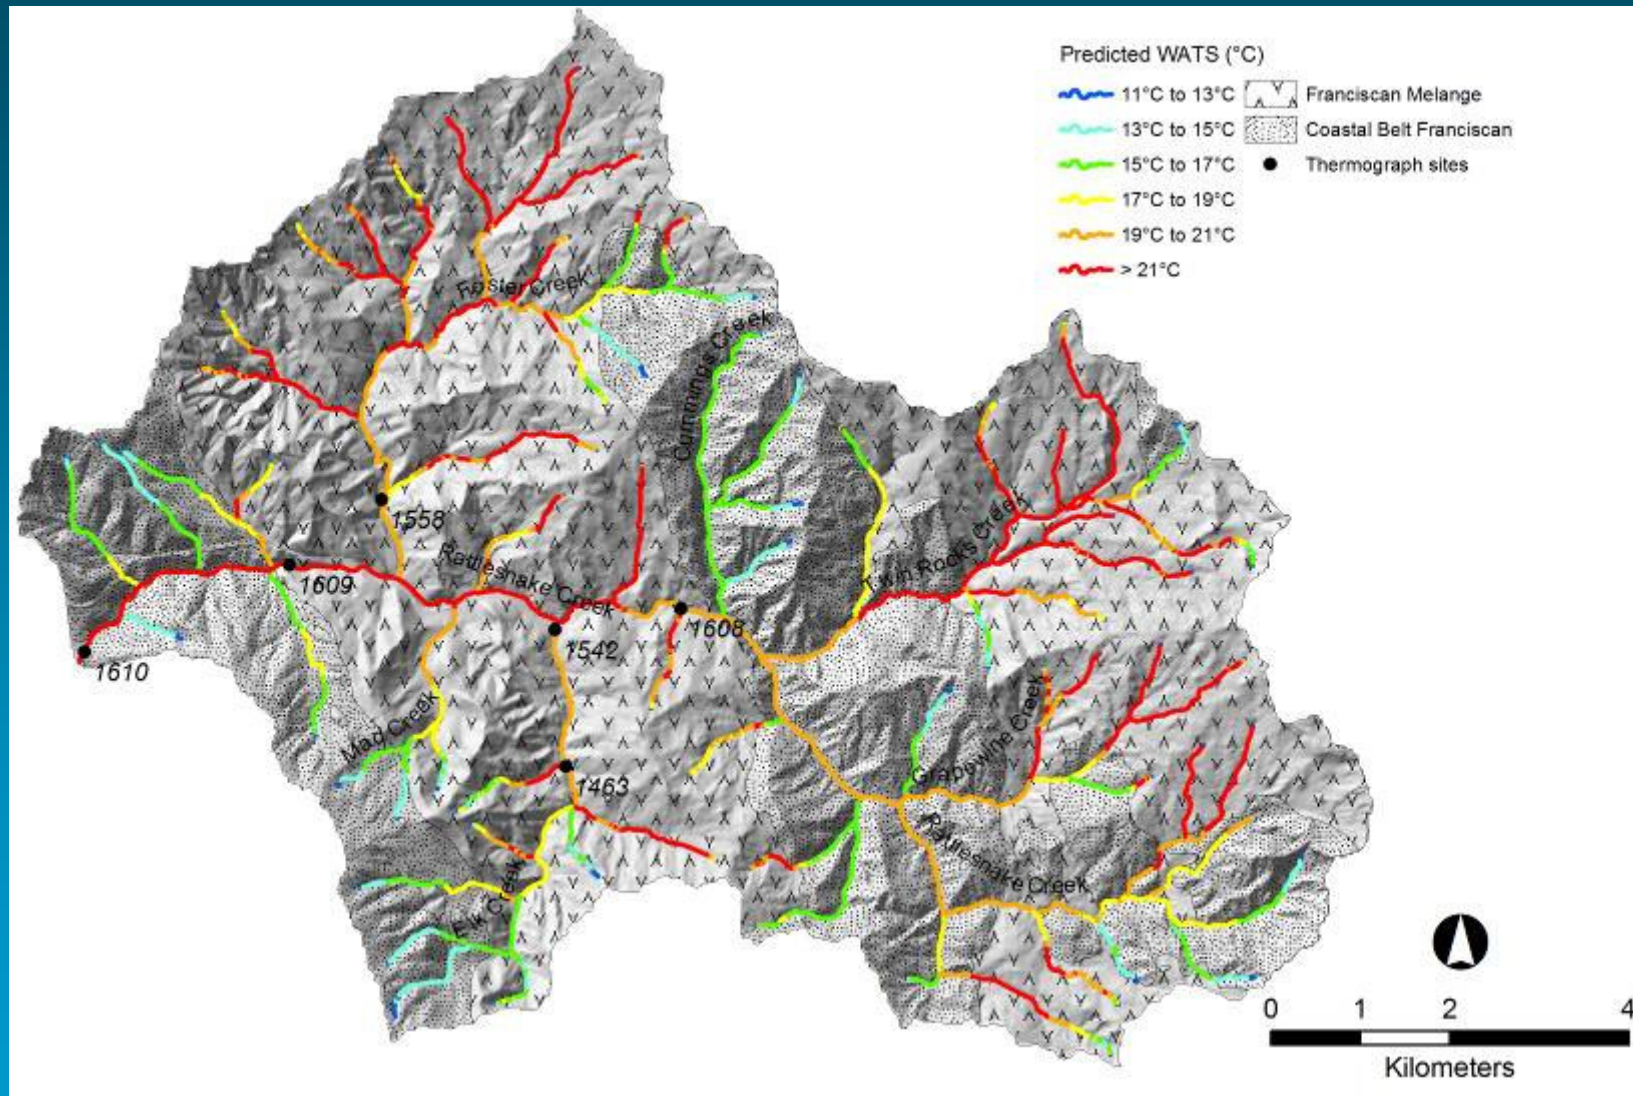 Predicted WATS (°C)
11°C to 13°C
Franciscan Melange
13°C to 15°C
Coastal Belt Franciscan
15°C to 17°C
Thermograph sites
17°C to 19°C
19°C to 21°C
> 21°C
Foster Creek
Cummings Creek
1558
Twin Rocks Creek
Rattlesnake Creek
1609
1608
1542
1610
Mad Creek
Grapewine Creek
1463
Rattlesnake Creek
Elk Creek
0 1 2 4
Kilometers